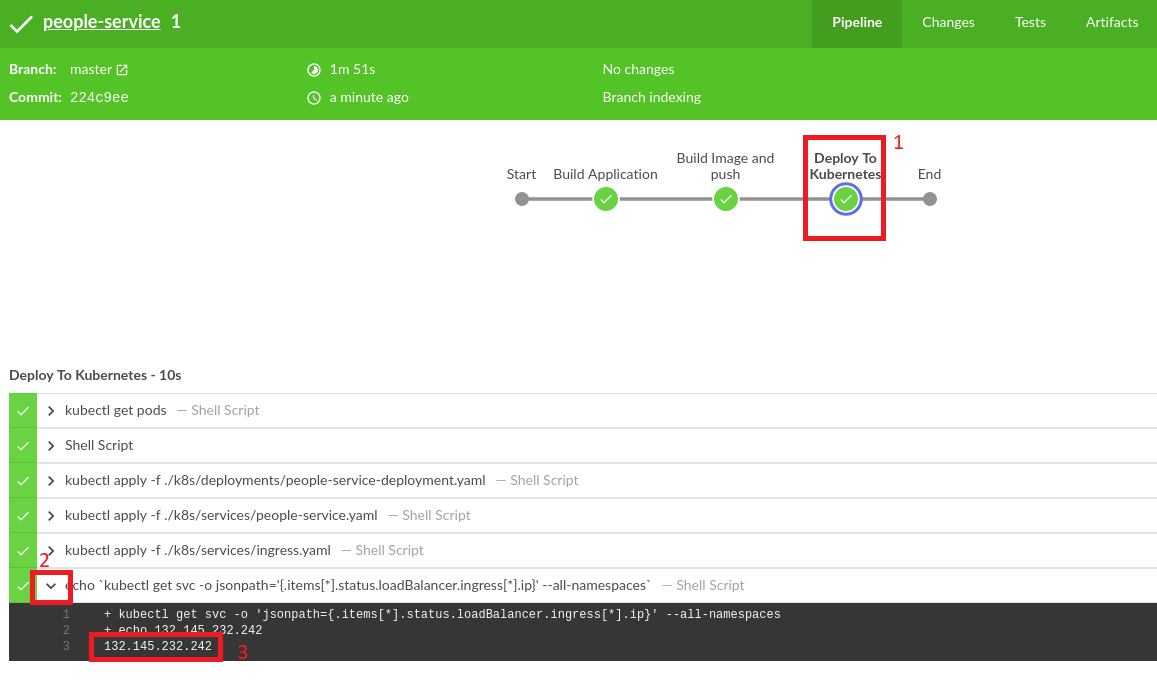 people-service 1 Pipeline Changes Tests Artifacts
Branch: master 1m 51s No changes
Commit: 224c9ee a minute ago Branch indexing
1
Build Image and Deploy To
Start Build Application push Kubernetes End
Deploy To Kubernetes - 10s
kubectl get pods — Shell Script
Shell Script
kubectl apply -f ./k8s/deployments/people-service-deployment.yaml — Shell Script
kubectl apply -f ./k8s/services/people-service.yaml — Shell Script
kubectl apply -f ./k8s/services/ingress.yaml — Shell Script
2
echo `kubectl get svc -o jsonpath='{.items[*].status.loadBalancer.ingress[*].ip}' --all-namespaces` — Shell Script
1 + kubectl get svc -o 'jsonpath={.items[*].status.loadBalancer.ingress[*].ip}' --all-namespaces
2 + echo 132.145.232.242
3 132.145.232.242 3